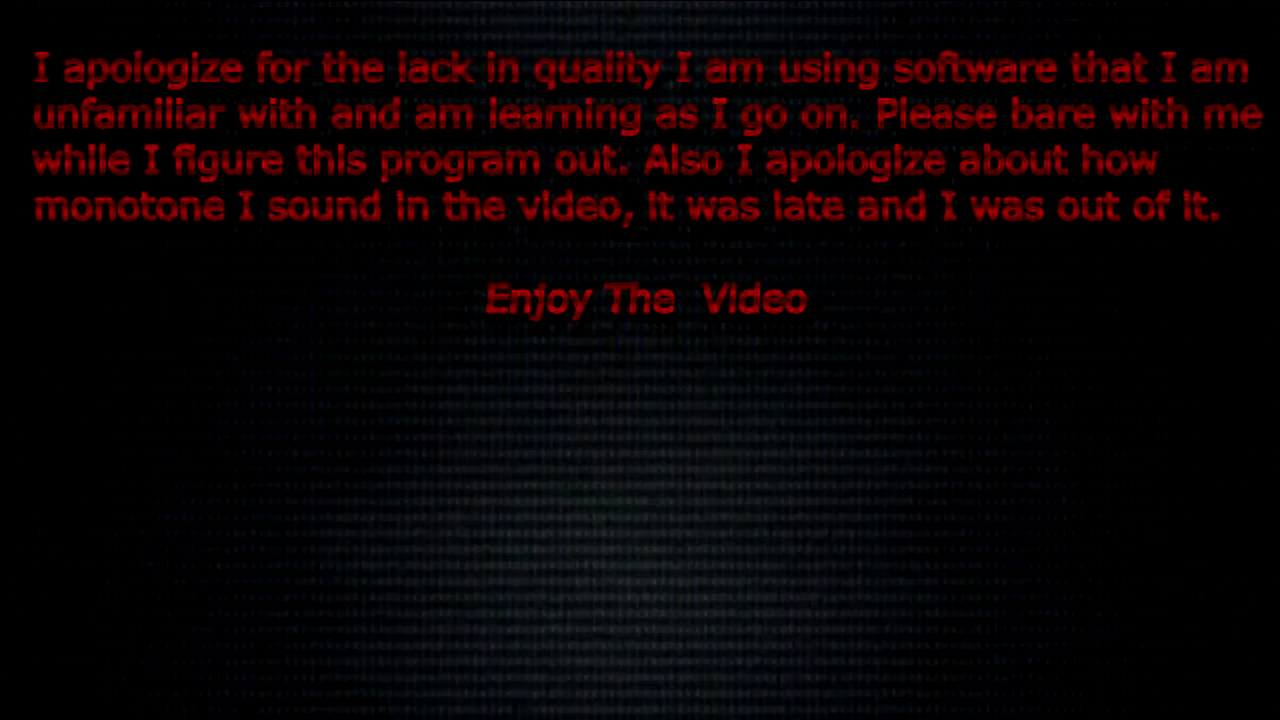 I apologize for the lack in quality I am using software that I am
unfamiliar with and am learning as I go on. Please bare with me
while I figure this program out. Also I apologize about how
monotone I sound in the video, it was late and I was out of it.
Enjoy The Video